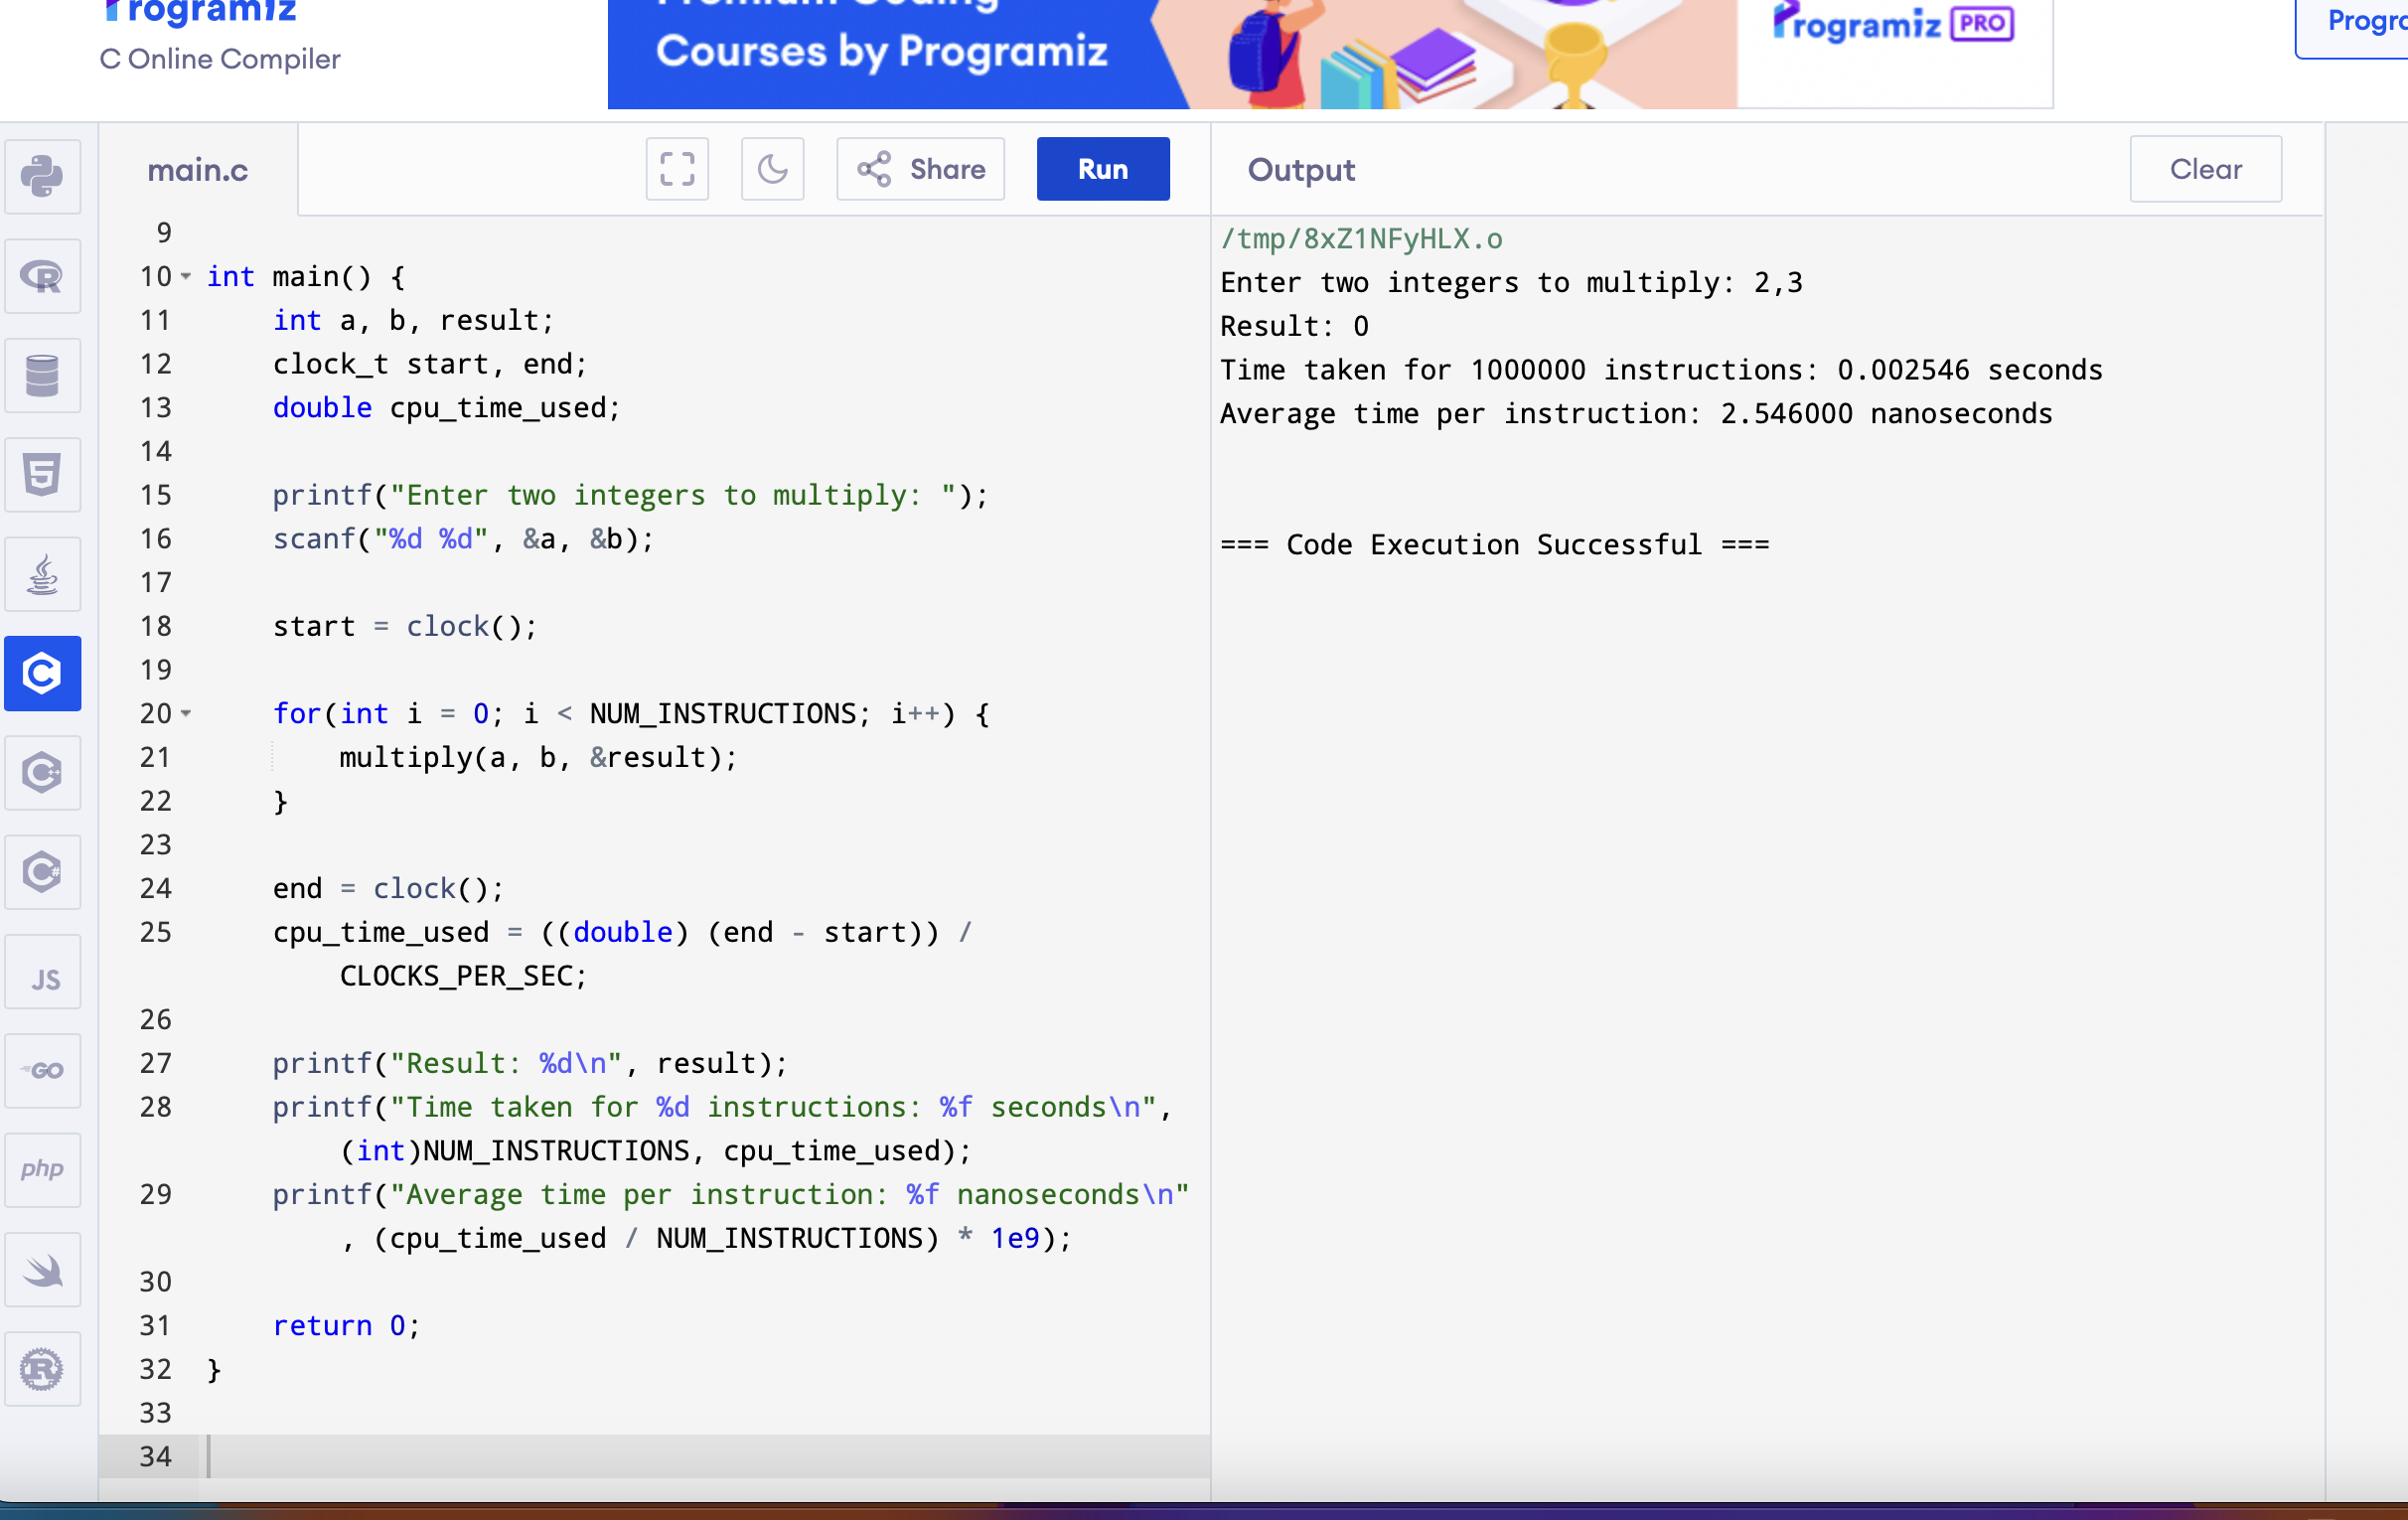 Programiz
C Online Compiler
Premium Coding
Courses by Programiz
Programiz PRO
main.c
Share
Run
Output
Clear
9
10 int main() {
11 int a, b, result;
12 clock_t start, end;
13 double cpu_time_used;
14
15 printf("Enter two integers to multiply: ");
16 scanf("%d %d", &a, &b);
17
18 start = clock();
19
20 for(int i = 0; i < NUM_INSTRUCTIONS; i++) {
21 multiply(a, b, &result);
22 }
23
24 end = clock();
25 cpu_time_used = ((double) (end - start)) /
CLOCKS_PER_SEC;
26
27 printf("Result: %d\n", result);
28 printf("Time taken for %d instructions: %f seconds\n",
(int)NUM_INSTRUCTIONS, cpu_time_used);
29 printf("Average time per instruction: %f nanoseconds\n"
, (cpu_time_used / NUM_INSTRUCTIONS) * 1e9);
30
31 return 0;
32 }
33
34
/tmp/8xZ1NFyHLX.o
Enter two integers to multiply: 2,3
Result: 0
Time taken for 1000000 instructions: 0.002546 seconds
Average time per instruction: 2.546000 nanoseconds
=== Code Execution Successful ===
R
5
C
C++
C#
JS
GO
php
R